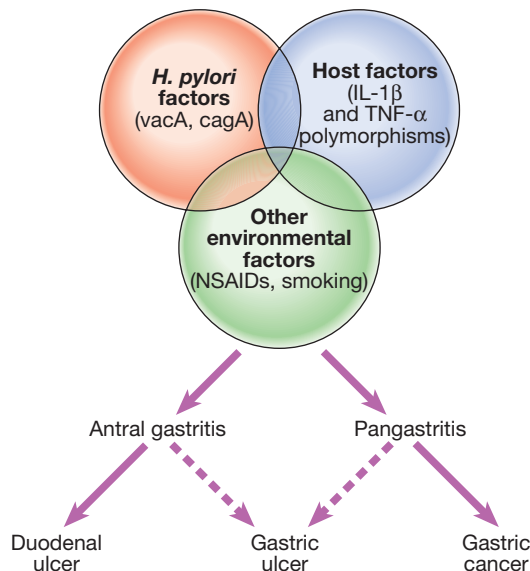 H. pylori
factors
(vacA, cagA)
Host factors
(IL-1β
and TNF-α
polymorphisms)
Other
environmental
factors
(NSAIDs, smoking)
Antral gastritis
Pangastritis
Duodenal
ulcer
Gastric
ulcer
Gastric
cancer